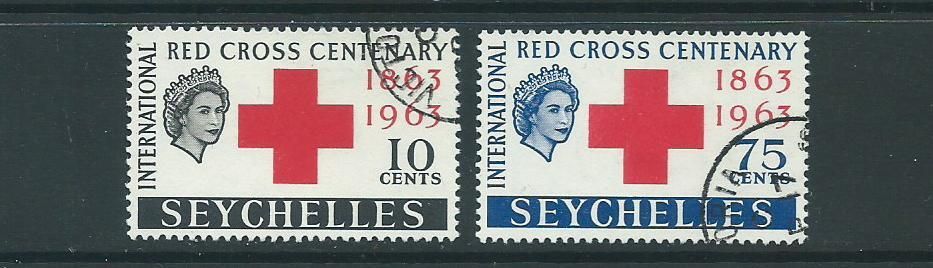 INTERNATIONAL
RED CROSS CENTENARY
1863
1963
10
CENTS
SEYCHELLES
INTERNATIONAL
RED CROSS CENTENARY
1863
1963
75
CENTS
SEYCHELLES